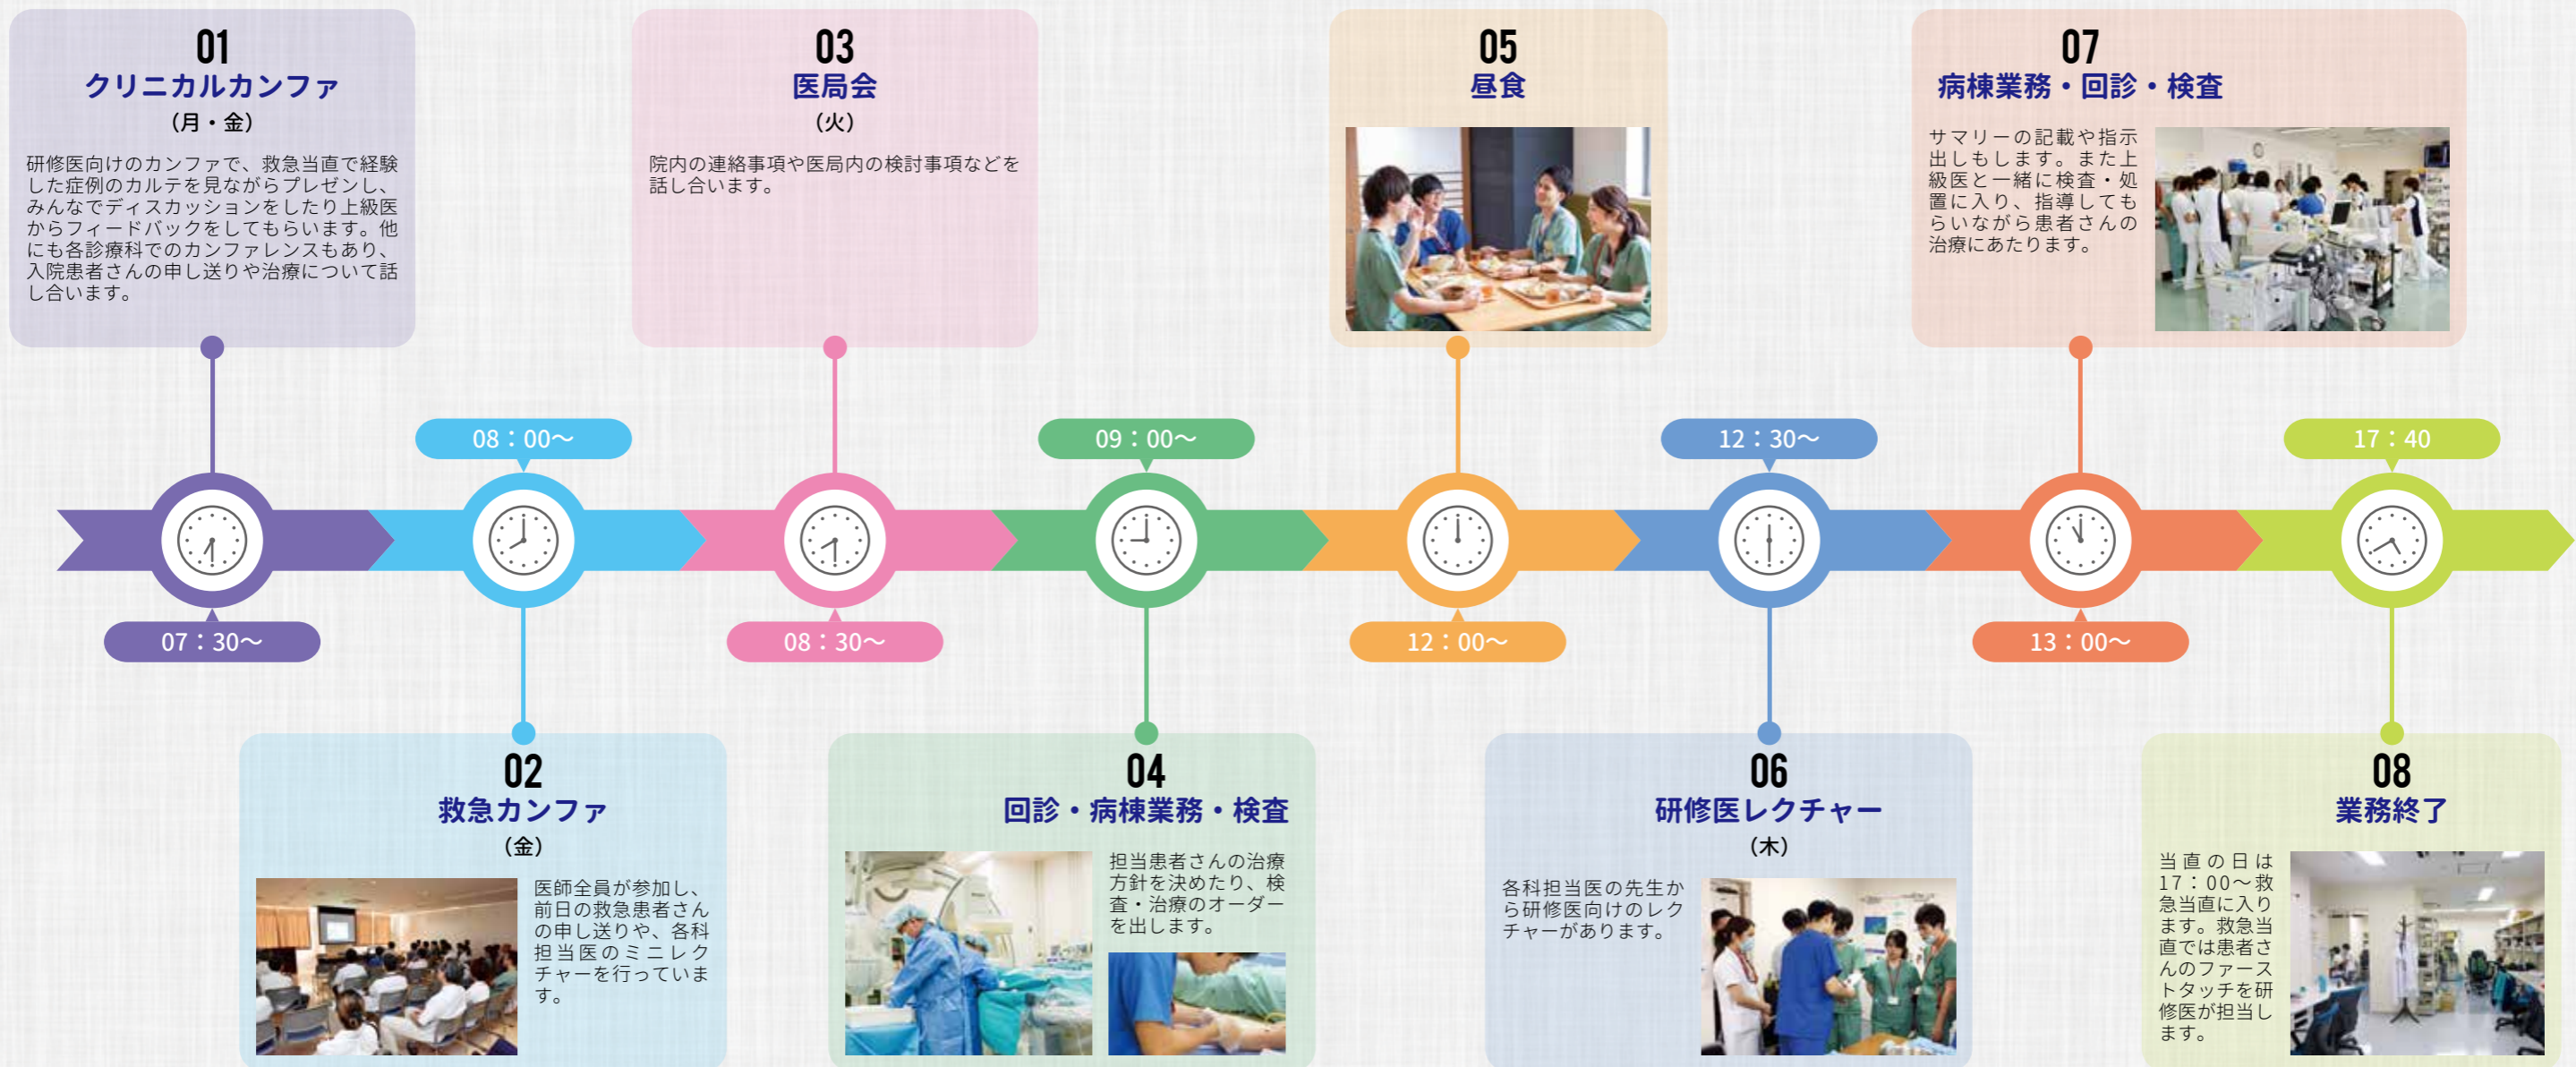 01
クリニカルカンファ
（月・金）
研修医向けのカンファで、救急当直で経験
した症例のカルテを見ながらプレゼンし、
みんなでディスカッションをしたり上級医
からフィードバックをしてもらいます。他
にも各診療科でのカンファレンスもあり、
入院患者さんの申し送りや治療について話
し合います。
07：30〜
08：00〜
02
救急カンファ
（金）
医師全員が参加し、
前日の救急患者さん
の申し送りや、各科
担当医のミニレク
チャーを行っていま
す。
03
医局会
（火）
院内の連絡事項や医局内の検討事項などを
話し合います。
08：30〜
09：00〜
04
回診・病棟業務・検査
担当患者さんの治療
方針を決めたり、検
査・治療のオーダー
を出します。
05
昼食
12：00〜
12：30〜
06
研修医レクチャー
（木）
各科担当医の先生か
ら研修医向けのレク
チャーがあります。
07
病棟業務・回診・検査
サマリーの記載や指示
出しもします。また上
級医と一緒に検査・処
置に入り、指導しても
らいながら患者さんの
治療にあたります。
13：00〜
17：40
08
業務終了
当直の日は
17：00〜救
急当直に入り
ます。救急当
直では患者さ
んのファース
トタッチを研
修医が担当し
ます。